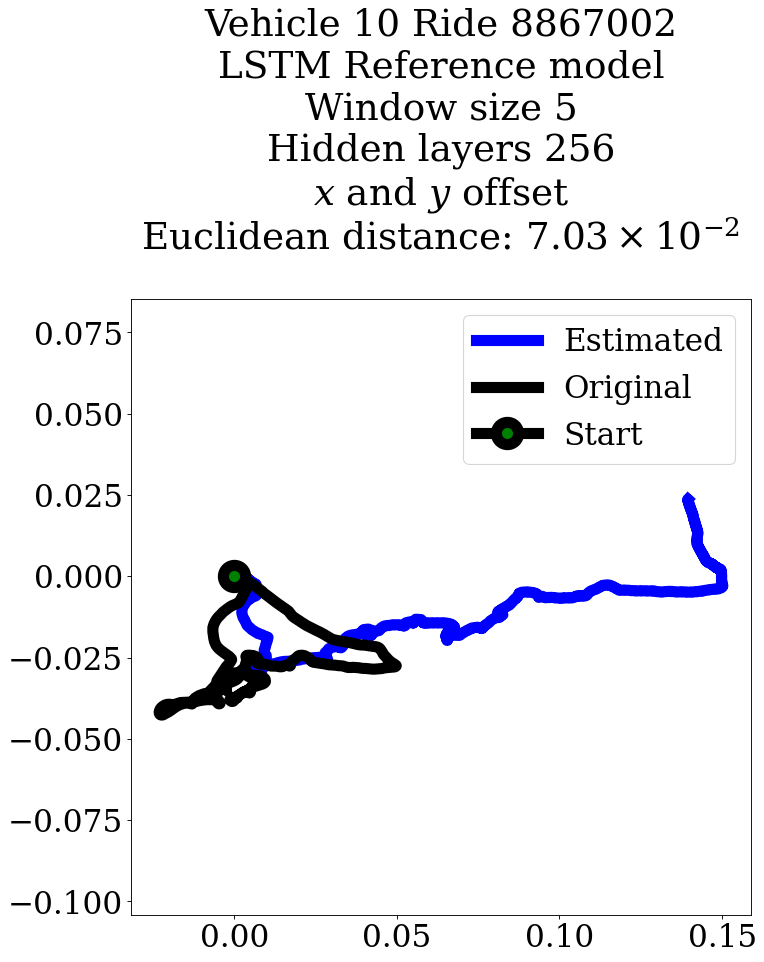 Vehicle 10 Ride 8867002
LSTM Reference model
Window size 5
Hidden layers 256
x and y offset
Euclidean distance: 7.03 × 10⁻²
Estimated
Original
Start
0.075
0.050
0.025
0.000
−0.025
−0.050
−0.075
−0.100
0.00 0.05 0.10 0.15